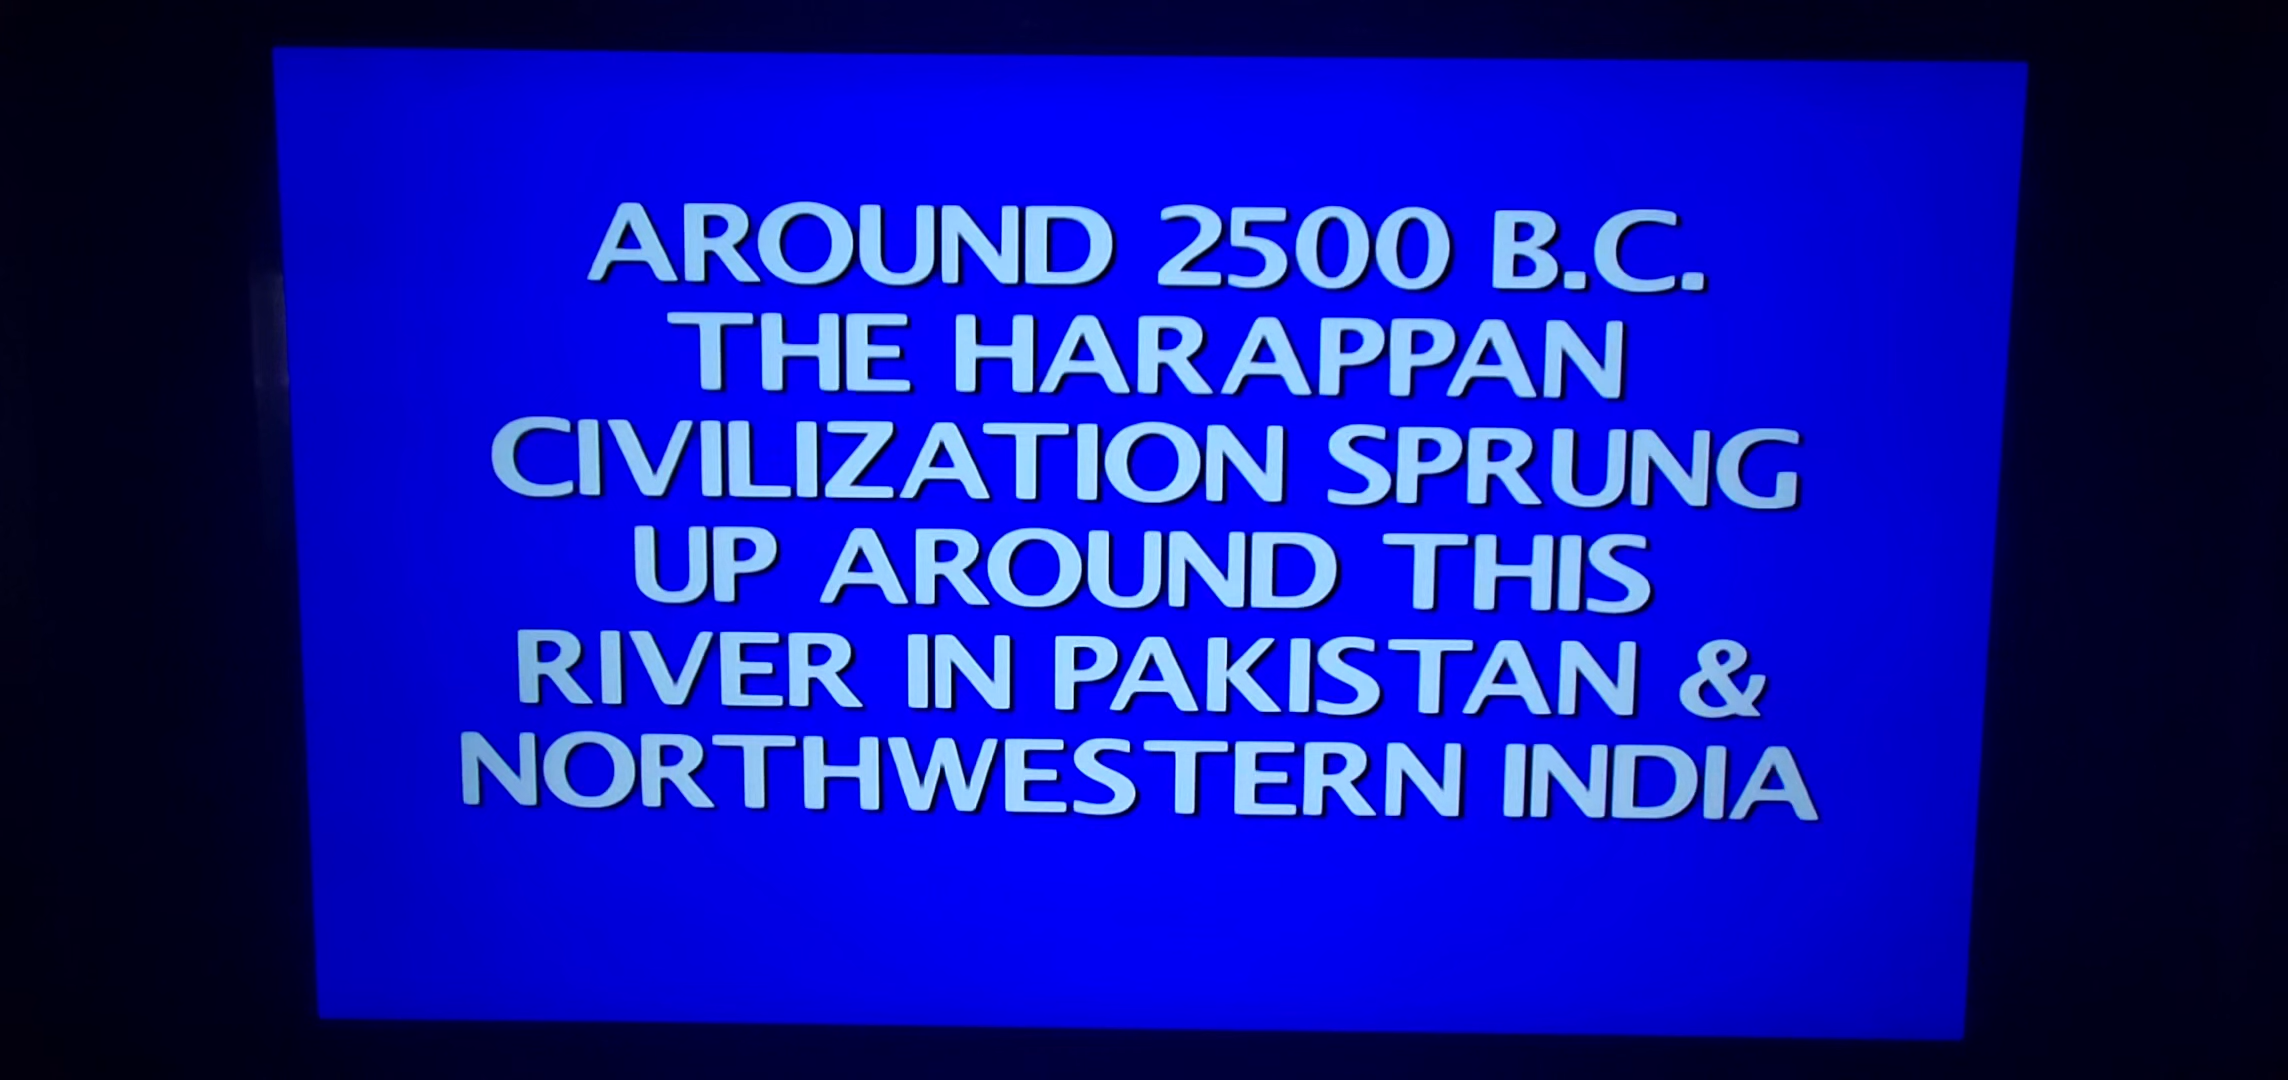 AROUND 2500 B.C.
THE HARAPPAN
CIVILIZATION SPRUNG
UP AROUND THIS
RIVER IN PAKISTAN &
NORTHWESTERN INDIA